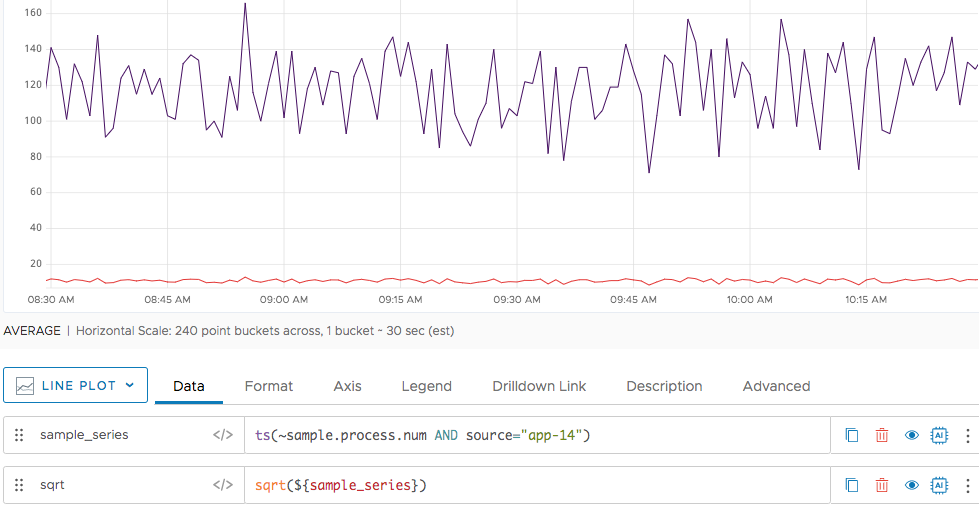 160
140
120
100
80
60
40
20
08:30 AM 08:45 AM 09:00 AM 09:15 AM 09:30 AM 09:45 AM 10:00 AM 10:15 AM
AVERAGE | Horizontal Scale: 240 point buckets across, 1 bucket ~ 30 sec (est)
LINE PLOT Data Format Axis Legend Drilldown Link Description Advanced
sample_series </> ts(~sample.process.num AND source="app-14") AI
sqrt </> sqrt(${sample_series}) AI